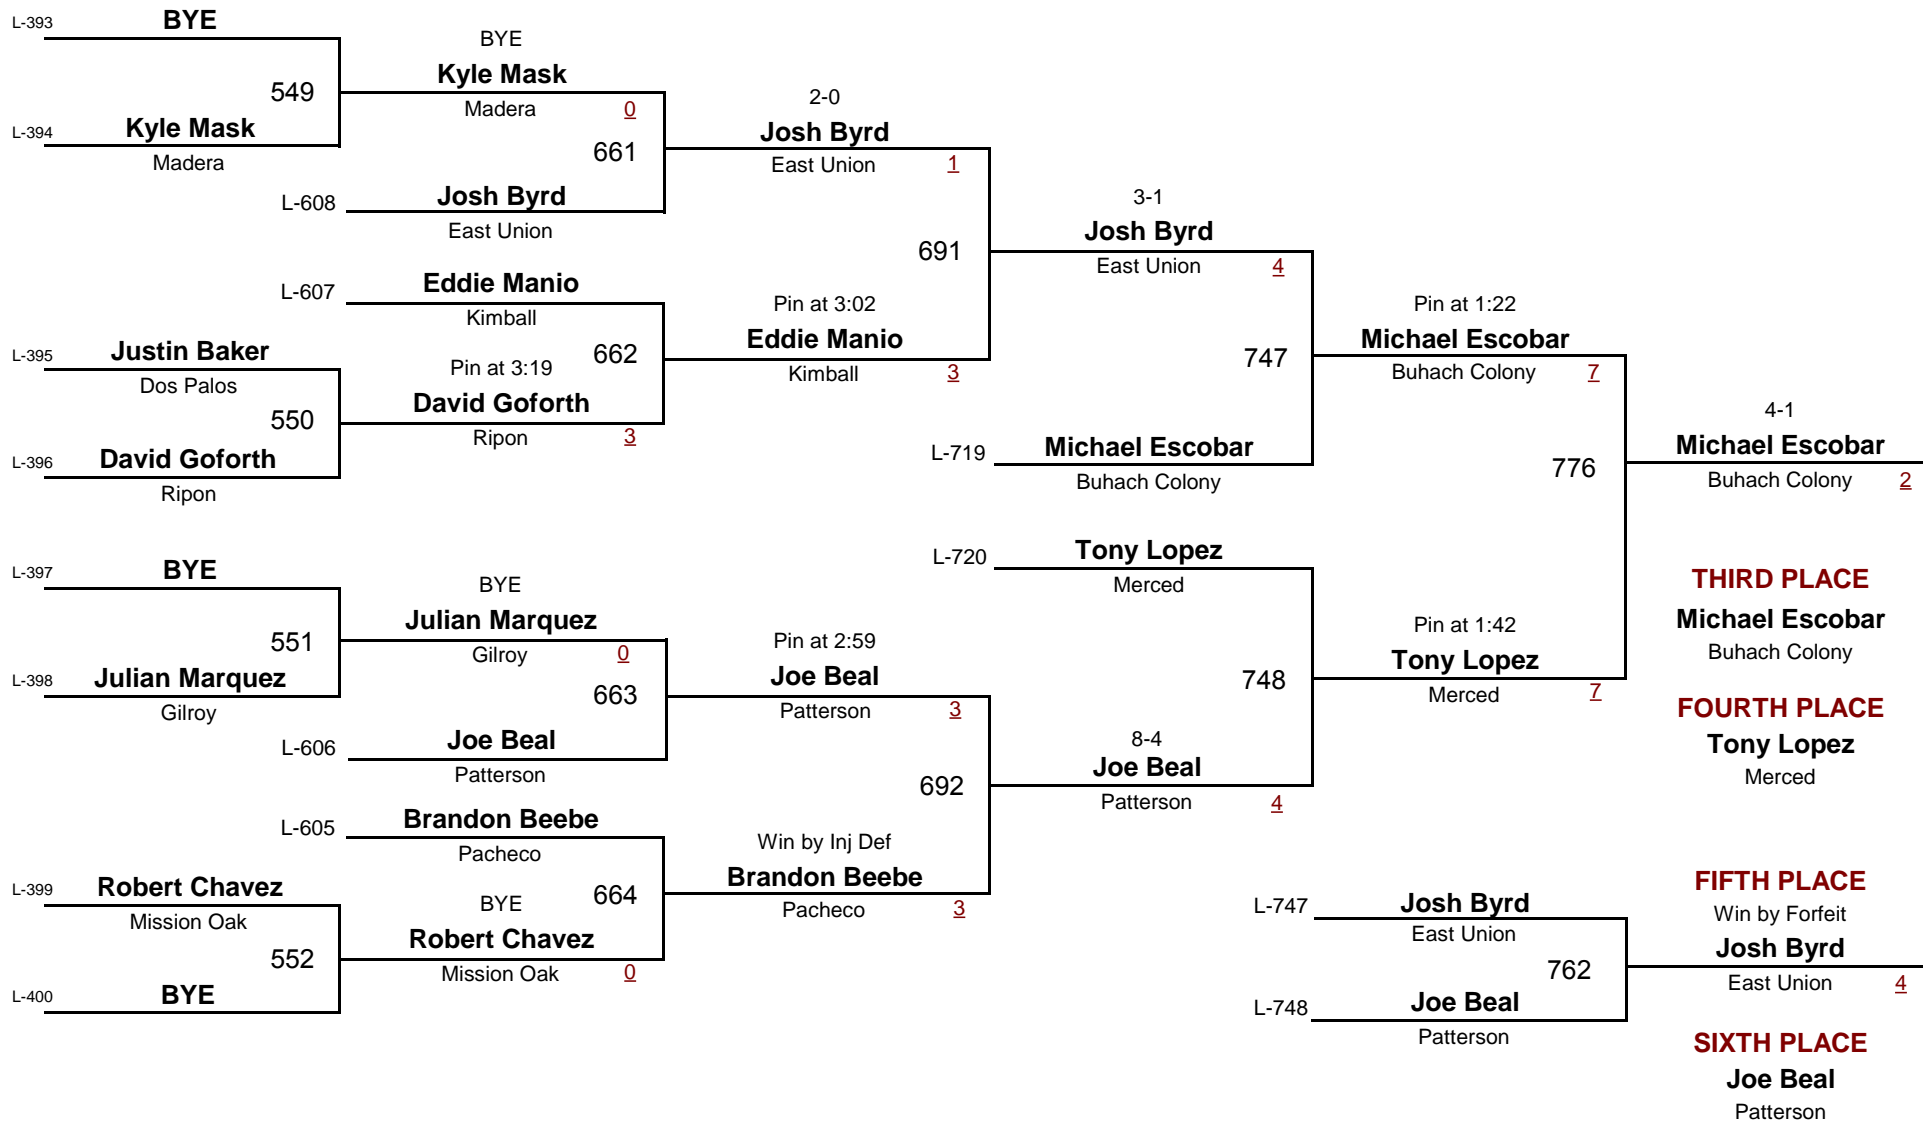 L-393
BYE
549
L-394
Kyle Mask
Madera
BYE
Kyle Mask
Madera
0
661
L-608
Josh Byrd
East Union
2-0
Josh Byrd
East Union
1
691
L-607
Eddie Manio
Kimball
L-395
Justin Baker
Dos Palos
550
L-396
David Goforth
Ripon
Pin at 3:19
David Goforth
Ripon
3
662
Pin at 3:02
Eddie Manio
Kimball
3
3-1
Josh Byrd
East Union
4
747
L-719
Michael Escobar
Buhach Colony
Pin at 1:22
Michael Escobar
Buhach Colony
7
776
4-1
Michael Escobar
Buhach Colony
2
L-397
BYE
551
L-398
Julian Marquez
Gilroy
BYE
Julian Marquez
Gilroy
0
663
L-606
Joe Beal
Patterson
Pin at 2:59
Joe Beal
Patterson
3
692
L-605
Brandon Beebe
Pacheco
664
L-399
Robert Chavez
Mission Oak
552
L-400
BYE
BYE
Robert Chavez
Mission Oak
0
Win by Inj Def
Brandon Beebe
Pacheco
3
L-720
Tony Lopez
Merced
748
8-4
Joe Beal
Patterson
4
Pin at 1:42
Tony Lopez
Merced
7
THIRD PLACE
Michael Escobar
Buhach Colony
FOURTH PLACE
Tony Lopez
Merced
L-747
Josh Byrd
East Union
762
L-748
Joe Beal
Patterson
FIFTH PLACE
Win by Forfeit
Josh Byrd
East Union
4
SIXTH PLACE
Joe Beal
Patterson